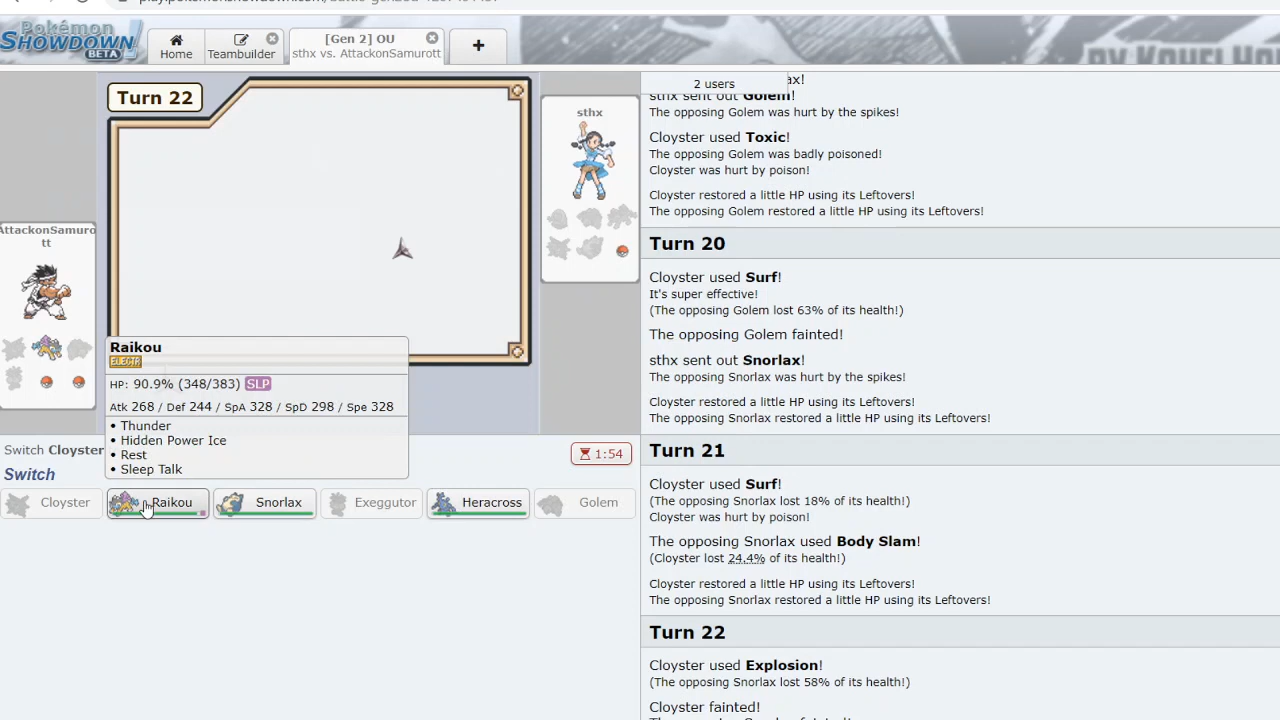 Pokémon
SHOWDOWN
BETA
Home
Teambuilder
[Gen 2] OU
sthx vs. AttackonSamurott
+
Turn 22
sthx
AttackonSamuro
tt
Raikou
ELECTR
HP: 90.9% (348/383) SLP
Atk 268 / Def 244 / SpA 328 / SpD 298 / Spe 328
• Thunder
• Hidden Power Ice
• Rest
• Sleep Talk
Switch Cloyster
1:54
Switch
Cloyster
Raikou
Snorlax
Exeggutor
Heracross
Golem
2 users
ax!
sthx sent out Golem!
The opposing Golem was hurt by the spikes!
Cloyster used Toxic!
The opposing Golem was badly poisoned!
Cloyster was hurt by poison!
Cloyster restored a little HP using its Leftovers!
The opposing Golem restored a little HP using its Leftovers!
Turn 20
Cloyster used Surf!
It's super effective!
(The opposing Golem lost 63% of its health!)
The opposing Golem fainted!
sthx sent out Snorlax!
The opposing Snorlax was hurt by the spikes!
Cloyster restored a little HP using its Leftovers!
The opposing Snorlax restored a little HP using its Leftovers!
Turn 21
Cloyster used Surf!
(The opposing Snorlax lost 18% of its health!)
Cloyster was hurt by poison!
The opposing Snorlax used Body Slam!
(Cloyster lost 24.4% of its health!)
Cloyster restored a little HP using its Leftovers!
The opposing Snorlax restored a little HP using its Leftovers!
Turn 22
Cloyster used Explosion!
(The opposing Snorlax lost 58% of its health!)
Cloyster fainted!